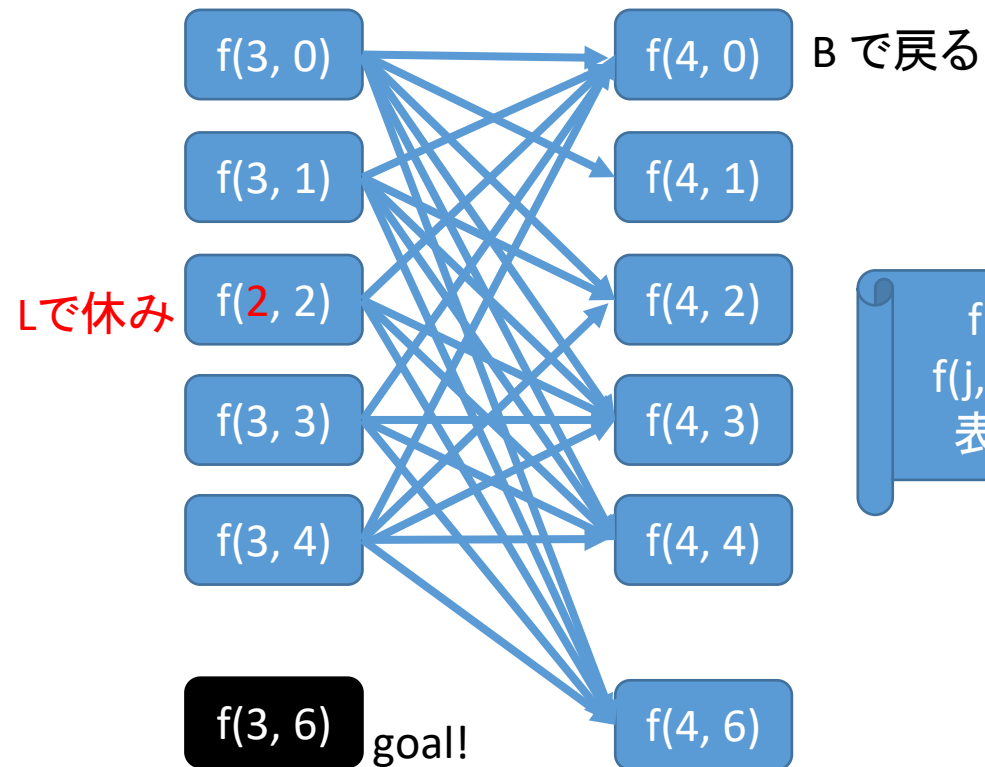 f(3, 0)
f(4, 0)
B で戻る
f(3, 1)
f(4, 1)
Lで休み
f(2, 2)
f(4, 2)
f
f(j,
表
f(3, 3)
f(4, 3)
f(3, 4)
f(4, 4)
f(3, 6)
goal!
f(4, 6)